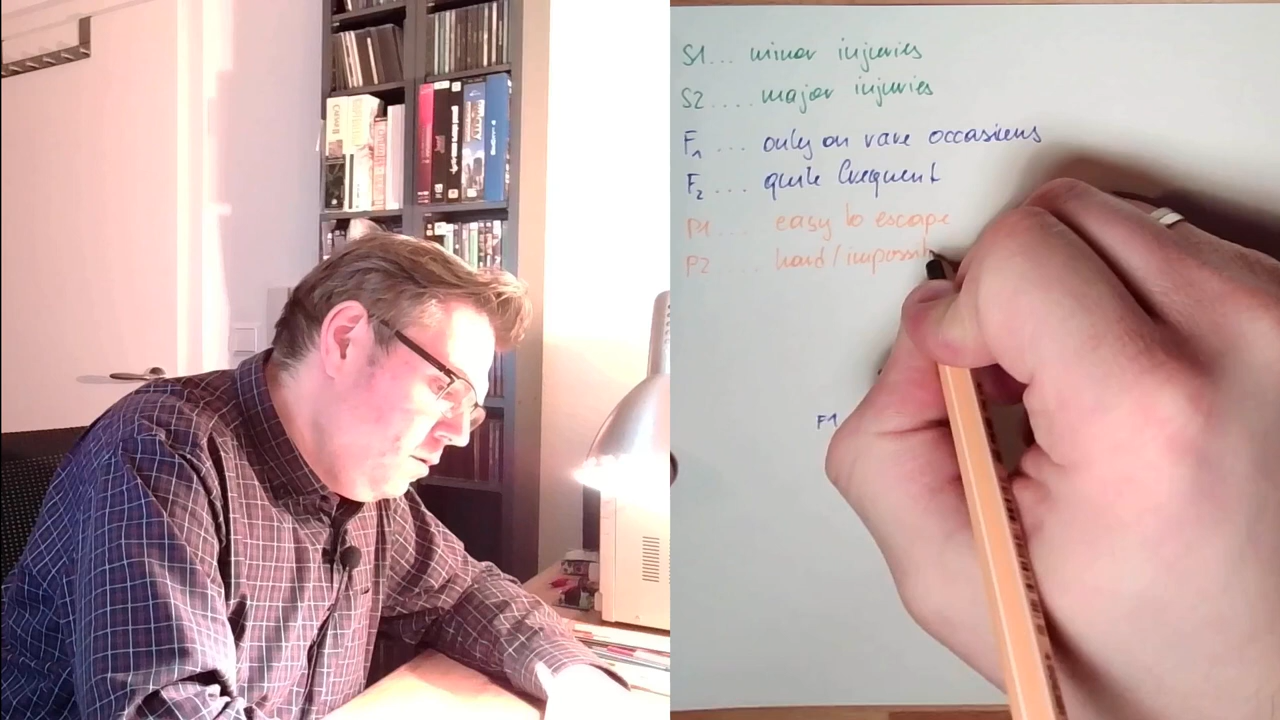 S1... minor injuries
S2.... major injuries
F1 ... only on rare occasions
F2 .... quite frequent
P1.... easy to escape
P2 ... hard/impossib
F1